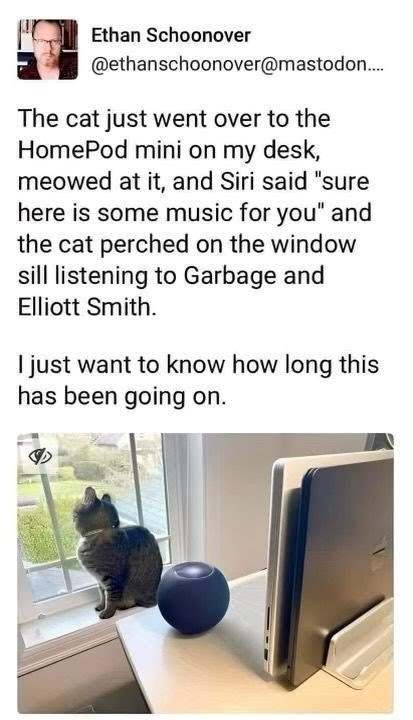 Ethan Schoonover
@ethanschoonover@mastodon....
The cat just went over to the
HomePod mini on my desk,
meowed at it, and Siri said "sure
here is some music for you" and
the cat perched on the window
sill listening to Garbage and
Elliott Smith.
I just want to know how long this
has been going on.